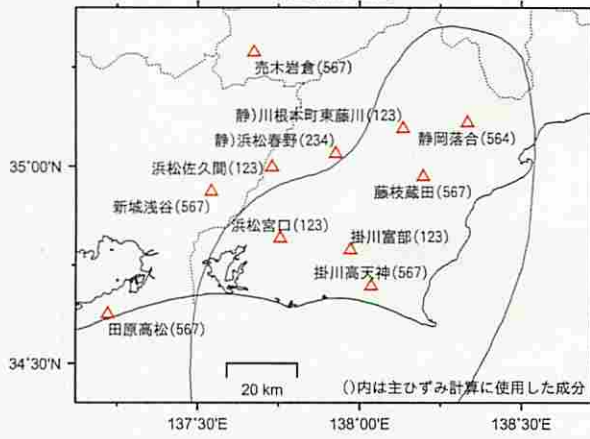 売木岩倉(567)
静)川根本町東藤川(123)
静)浜松春野(234)
静岡落合(564)
35°00'N
浜松佐久間(123)
藤枝蔵田(567)
新城浅谷(567)
浜松宮口(123)
掛川富部(123)
掛川高天神(567)
田原高松(567)
34°30'N
20 km
()内は主ひずみ計算に使用した成分
137°30'E
138°00'E
138°30'E